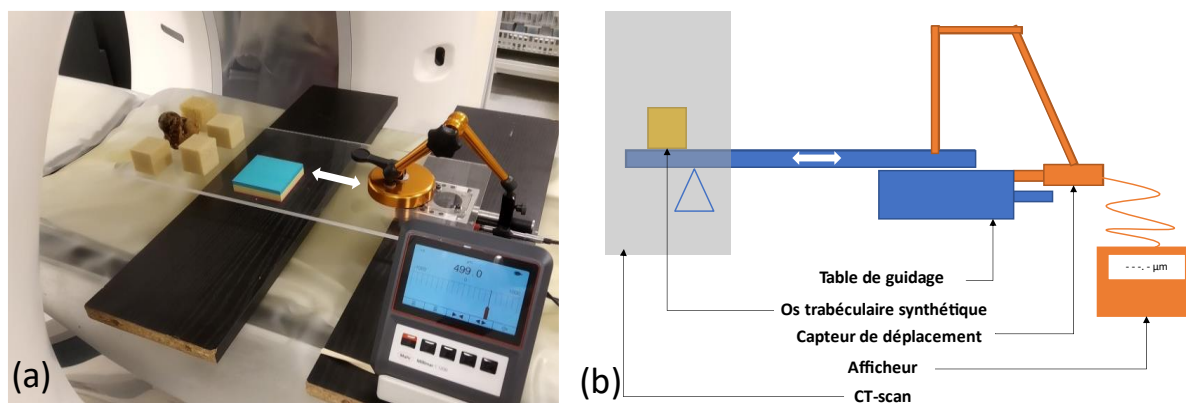 499.0
(a)
(b)
- - -. - µm
Table de guidage
Os trabéculaire synthétique
Capteur de déplacement
Afficheur
CT-scan